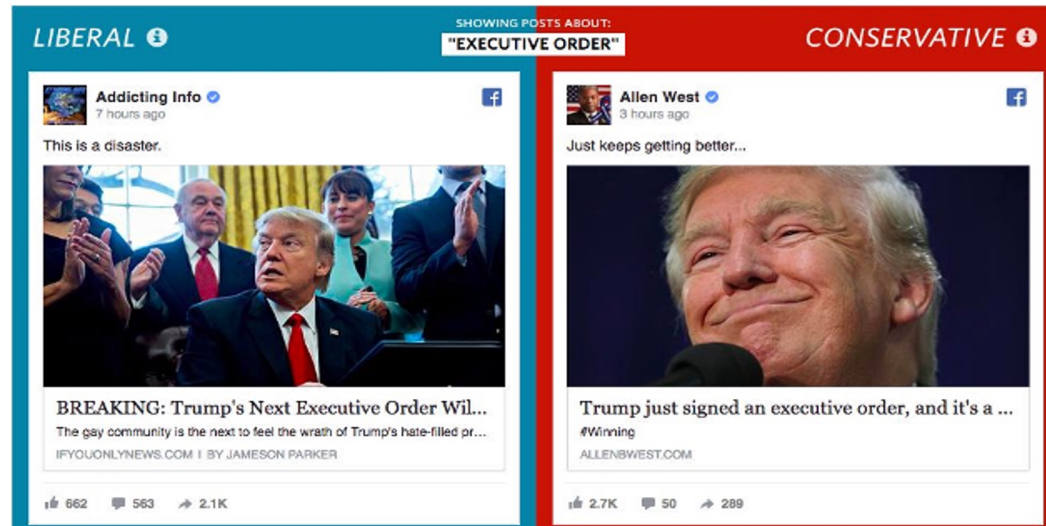 LIBERAL
SHOWING POSTS ABOUT:
"EXECUTIVE ORDER"
CONSERVATIVE
Addicting Info
7 hours ago
This is a disaster.
BREAKING: Trump's Next Executive Order Wil...
The gay community is the next to feel the wrath of Trump's hate-filled pr...
IFYOUONLYNEWS.COM | BY JAMESON PARKER
662 563 2.1K
Allen West
3 hours ago
Just keeps getting better...
Trump just signed an executive order, and it's a ...
#Winning
ALLENBWEST.COM
2.7K 50 289